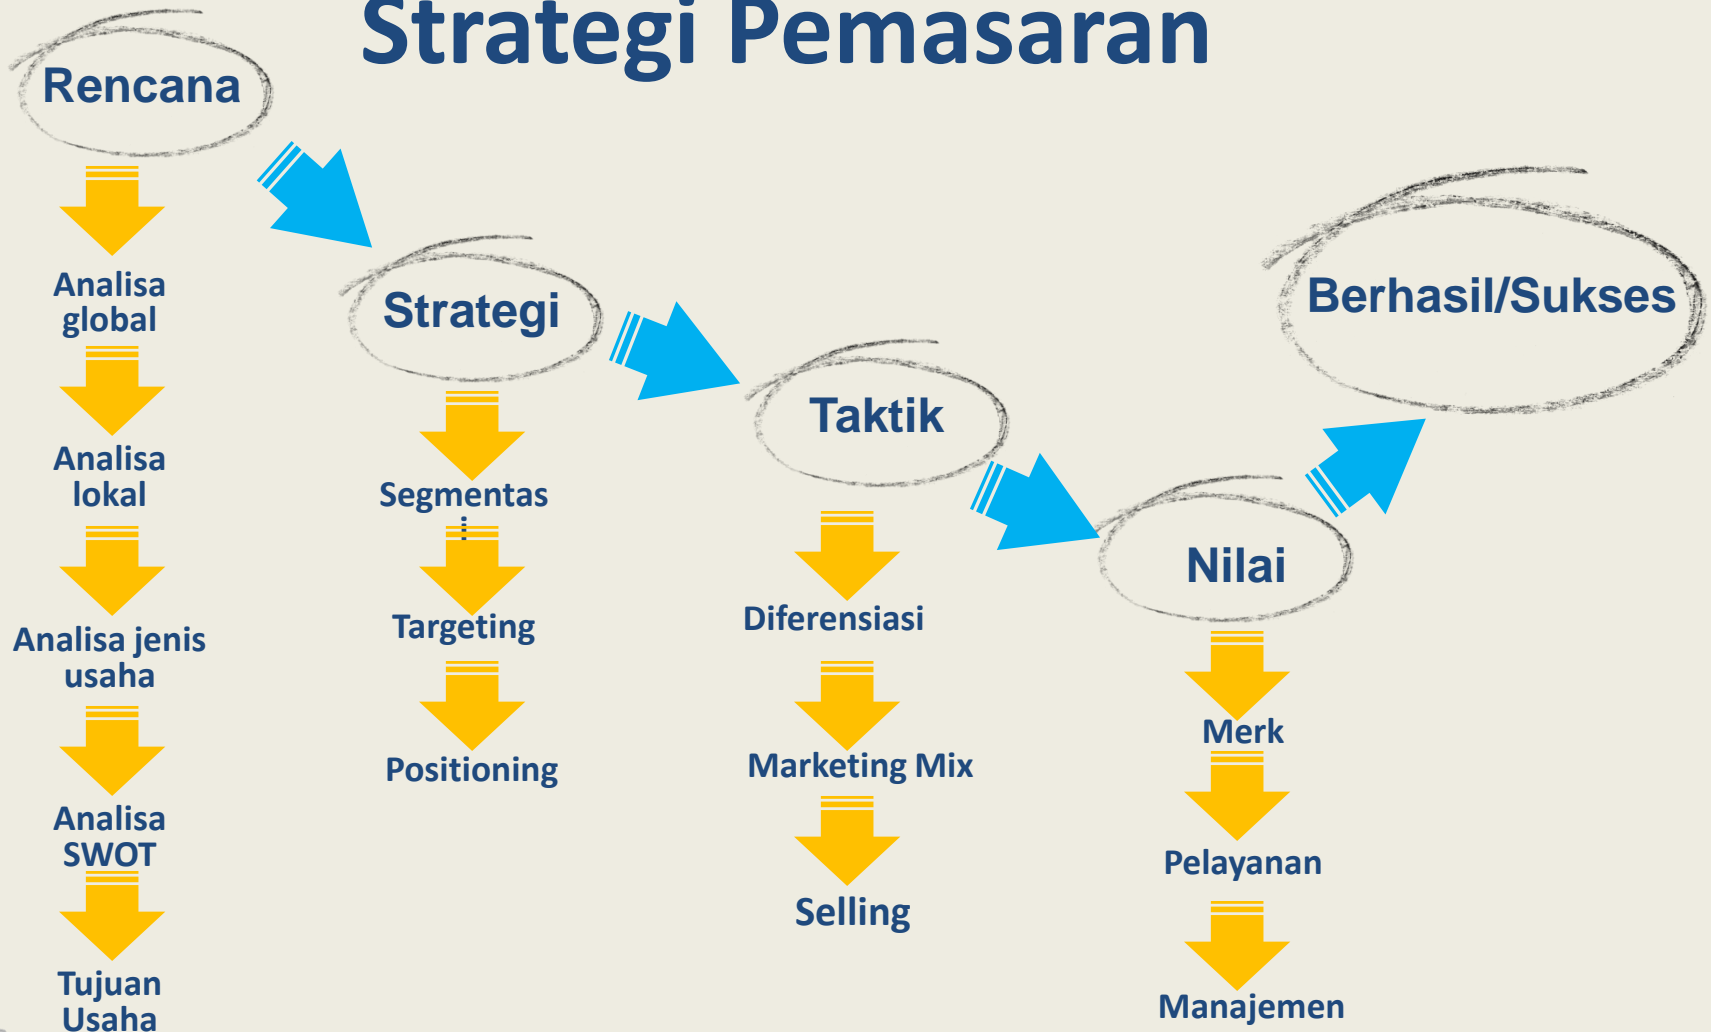 Strategi Pemasaran
Rencana
Analisa
global
Analisa
lokal
Analisa jenis
usaha
Analisa
SWOT
Tujuan
Usaha
Strategi
Segmentas
i
Targeting
Positioning
Taktik
Diferensiasi
Marketing Mix
Selling
Nilai
Merk
Pelayanan
Manajemen
Berhasil/Sukses